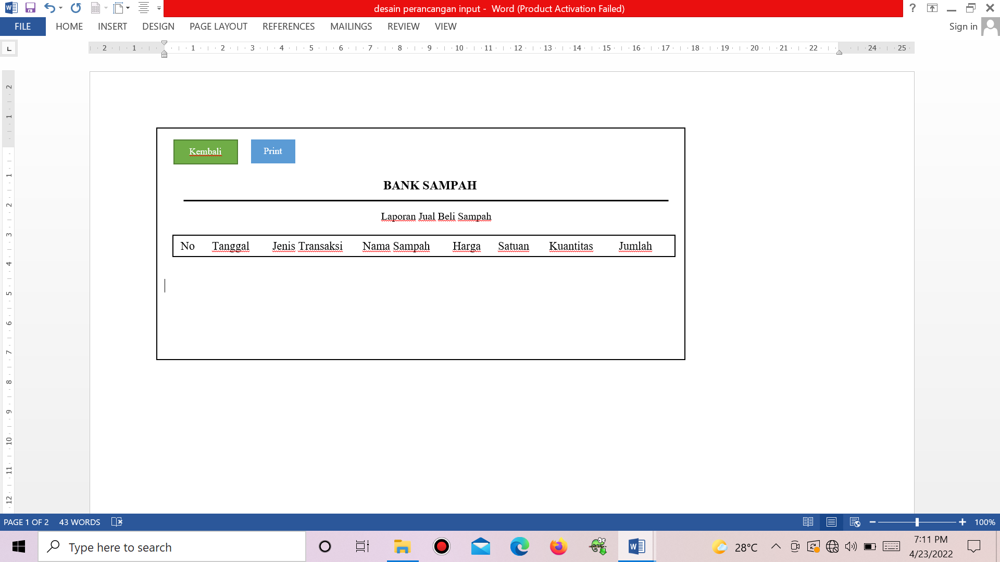 desain perancangan input - Word (Product Activation Failed)
?
FILE HOME INSERT DESIGN PAGE LAYOUT REFERENCES MAILINGS REVIEW VIEW
Sign in
2 1 1 2 3 4 5 6 7 8 9 10 11 12 13 14 15 16 17 18 19 20 21 22 24 25
2
1
1
2
3
4
5
6
7
8
9
10
11
12
Kembali Print
BANK SAMPAH
Laporan Jual Beli Sampah
No Tanggal Jenis Transaksi Nama Sampah Harga Satuan Kuantitas Jumlah
PAGE 1 OF 2 43 WORDS
100%
Type here to search
28°C
7:11 PM
4/23/2022